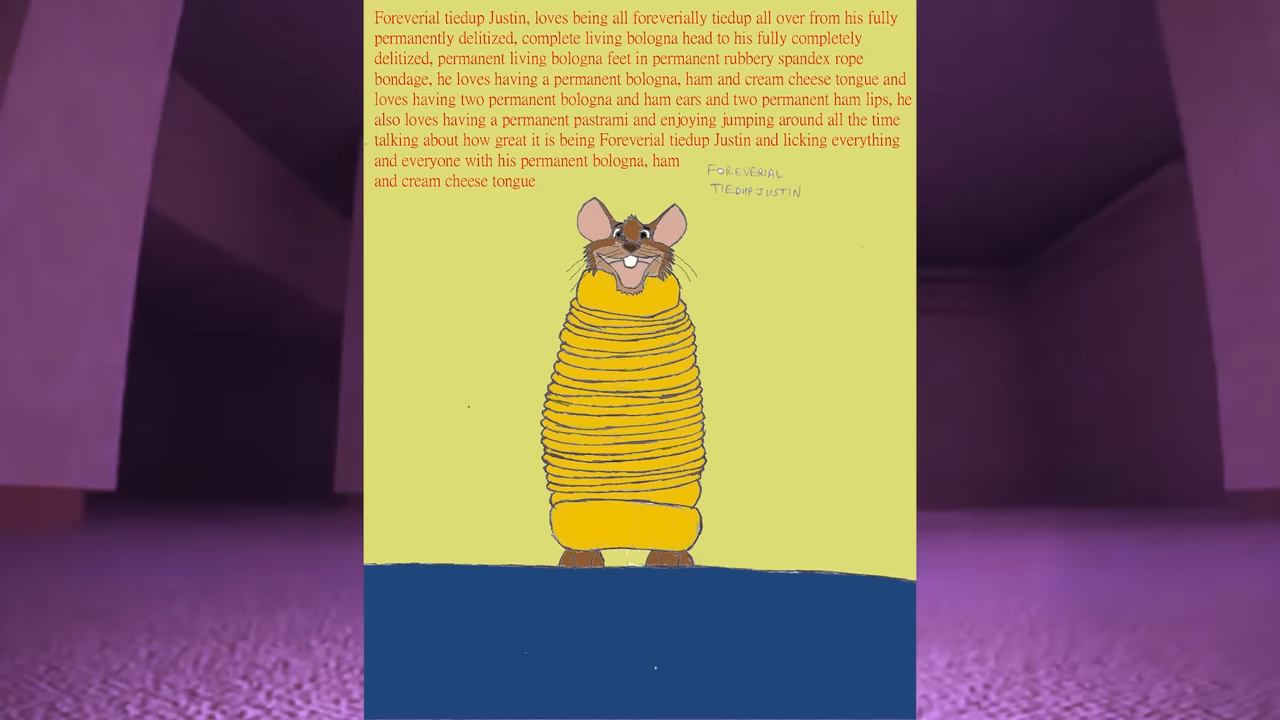 Foreverial tiedup Justin, loves being all foreverially tiedup all over from his fully
permanently delitized, complete living bologna head to his fully completely
delitized, permanent living bologna feet in permanent rubbery spandex rope
bondage, he loves having a permanent bologna, ham and cream cheese tongue and
loves having two permanent bologna and ham ears and two permanent ham lips, he
also loves having a permanent pastrami and enjoying jumping around all the time
talking about how great it is being Foreverial tiedup Justin and licking everything
and everyone with his permanent bologna, ham
and cream cheese tongue
FOREVERIAL
TIEDUP JUSTIN